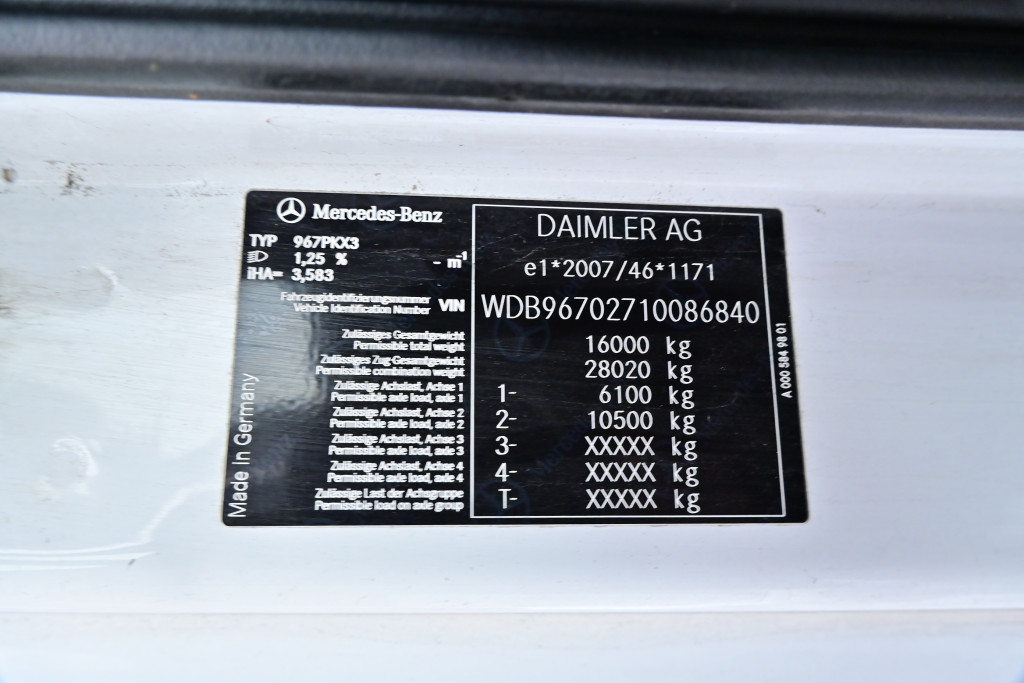 Mercedes-Benz
TYP 967PKX3
1,25 % - m⁻¹
iHA= 3,583
Fahrzeugidentifizierungsnummer
Vehicle Identification Number VIN
Zulässiges Gesamtgewicht
Permissible total weight
Zulässiges Zug-Gesamtgewicht
Permissible combination weight
Zulässige Achslast, Achse 1
Permissible axle load, axle 1
Zulässige Achslast, Achse 2
Permissible axle load, axle 2
Zulässige Achslast, Achse 3
Permissible axle load, axle 3
Zulässige Achslast, Achse 4
Permissible axle load, axle 4
Zulässige Last der Achsgruppe
Permissible load on axle group
Made In Germany
DAIMLER AG
e1*2007/46*1171
WDB96702710086840
16000 kg
28020 kg
1- 6100 kg
2- 10500 kg
3- XXXXX kg
4- XXXXX kg
T- XXXXX kg
A 000 584 98 01